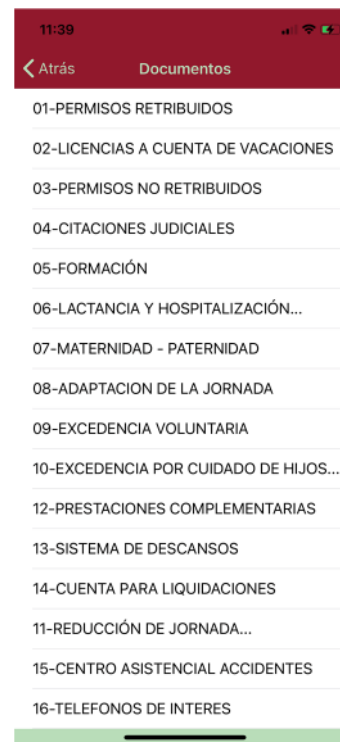 11:39
Atrás Documentos
01-PERMISOS RETRIBUIDOS
02-LICENCIAS A CUENTA DE VACACIONES
03-PERMISOS NO RETRIBUIDOS
04-CITACIONES JUDICIALES
05-FORMACIÓN
06-LACTANCIA Y HOSPITALIZACIÓN...
07-MATERNIDAD - PATERNIDAD
08-ADAPTACION DE LA JORNADA
09-EXCEDENCIA VOLUNTARIA
10-EXCEDENCIA POR CUIDADO DE HIJOS...
12-PRESTACIONES COMPLEMENTARIAS
13-SISTEMA DE DESCANSOS
14-CUENTA PARA LIQUIDACIONES
11-REDUCCIÓN DE JORNADA...
15-CENTRO ASISTENCIAL ACCIDENTES
16-TELEFONOS DE INTERES